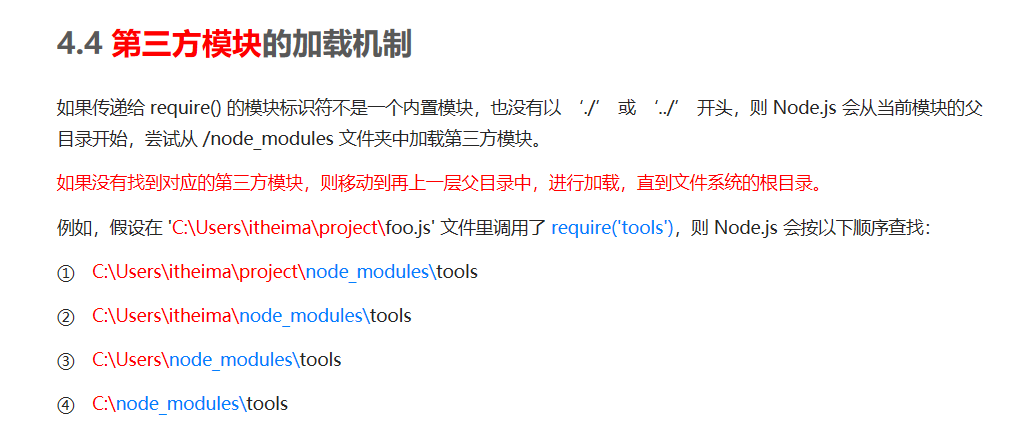 4.4 第三方模块的加载机制
如果传递给 require() 的模块标识符不是一个内置模块，也没有以 ‘./’ 或 ‘../’ 开头，则 Node.js 会从当前模块的父
目录开始，尝试从 /node_modules 文件夹中加载第三方模块。
如果没有找到对应的第三方模块，则移动到再上一层父目录中，进行加载，直到文件系统的根目录。
例如，假设在 'C:\Users\itheima\project\foo.js' 文件里调用了 require('tools')，则 Node.js 会按以下顺序查找：
① C:\Users\itheima\project\node_modules\tools
② C:\Users\itheima\node_modules\tools
③ C:\Users\node_modules\tools
④ C:\node_modules\tools